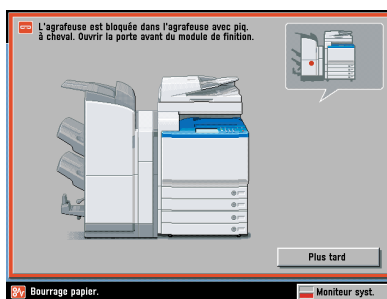 L'agrafeuse est bloquée dans l'agrafeuse avec piq.
à cheval. Ouvrir la porte avant du module de finition.
Plus tard
Bourrage papier.
Moniteur syst.